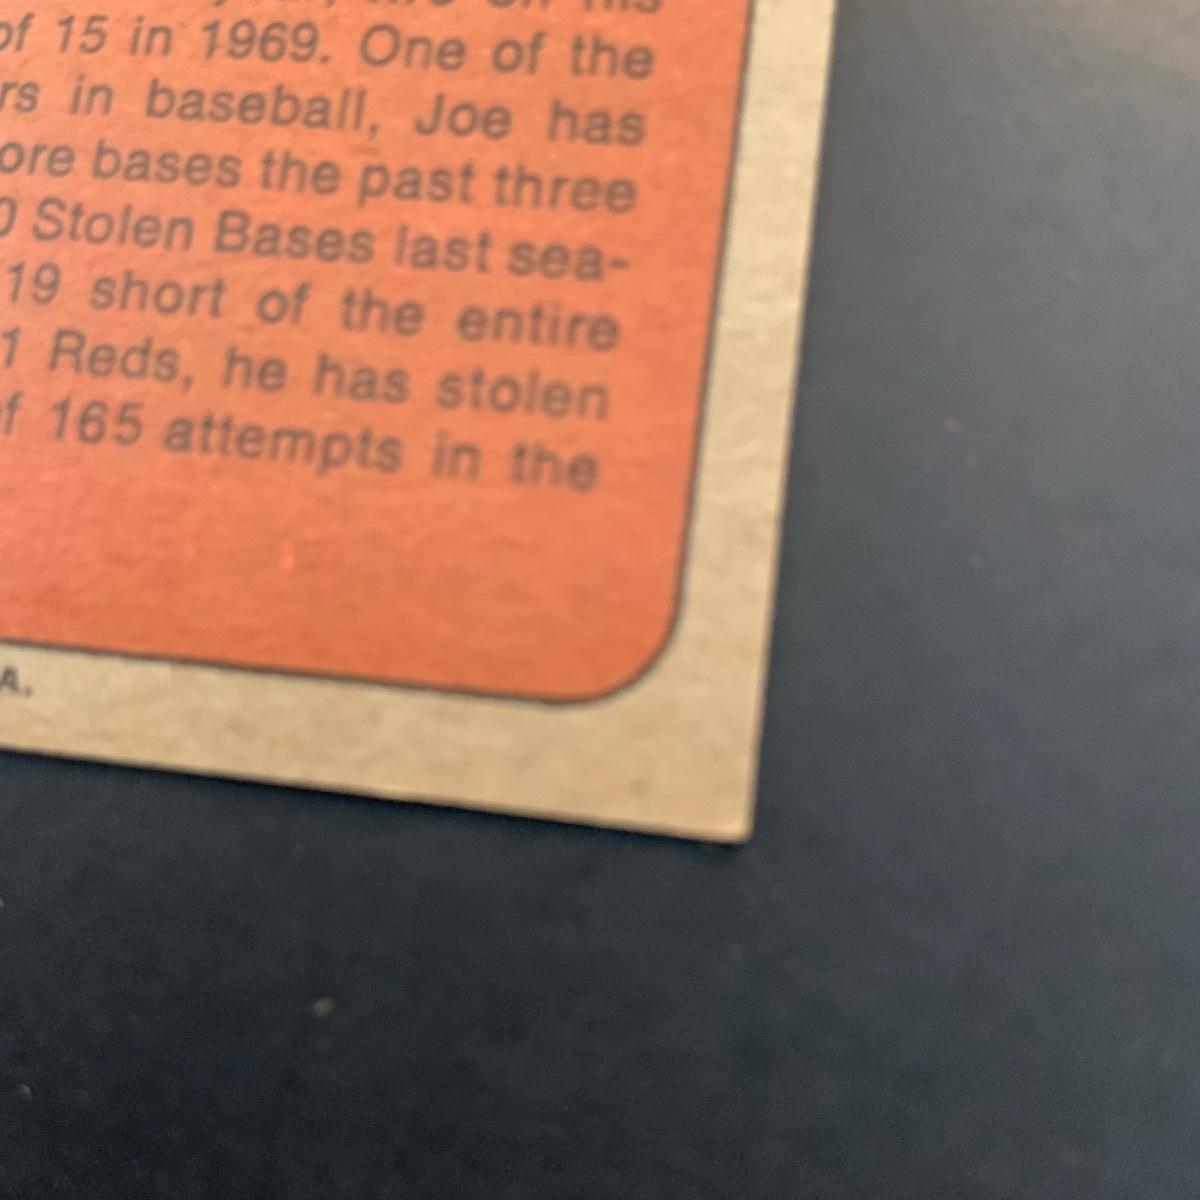 of 15 in 1969. One of the
rs in baseball, Joe has
ore bases the past three
0 Stolen Bases last sea-
19 short of the entire
1 Reds, he has stolen
f 165 attempts in the
A.